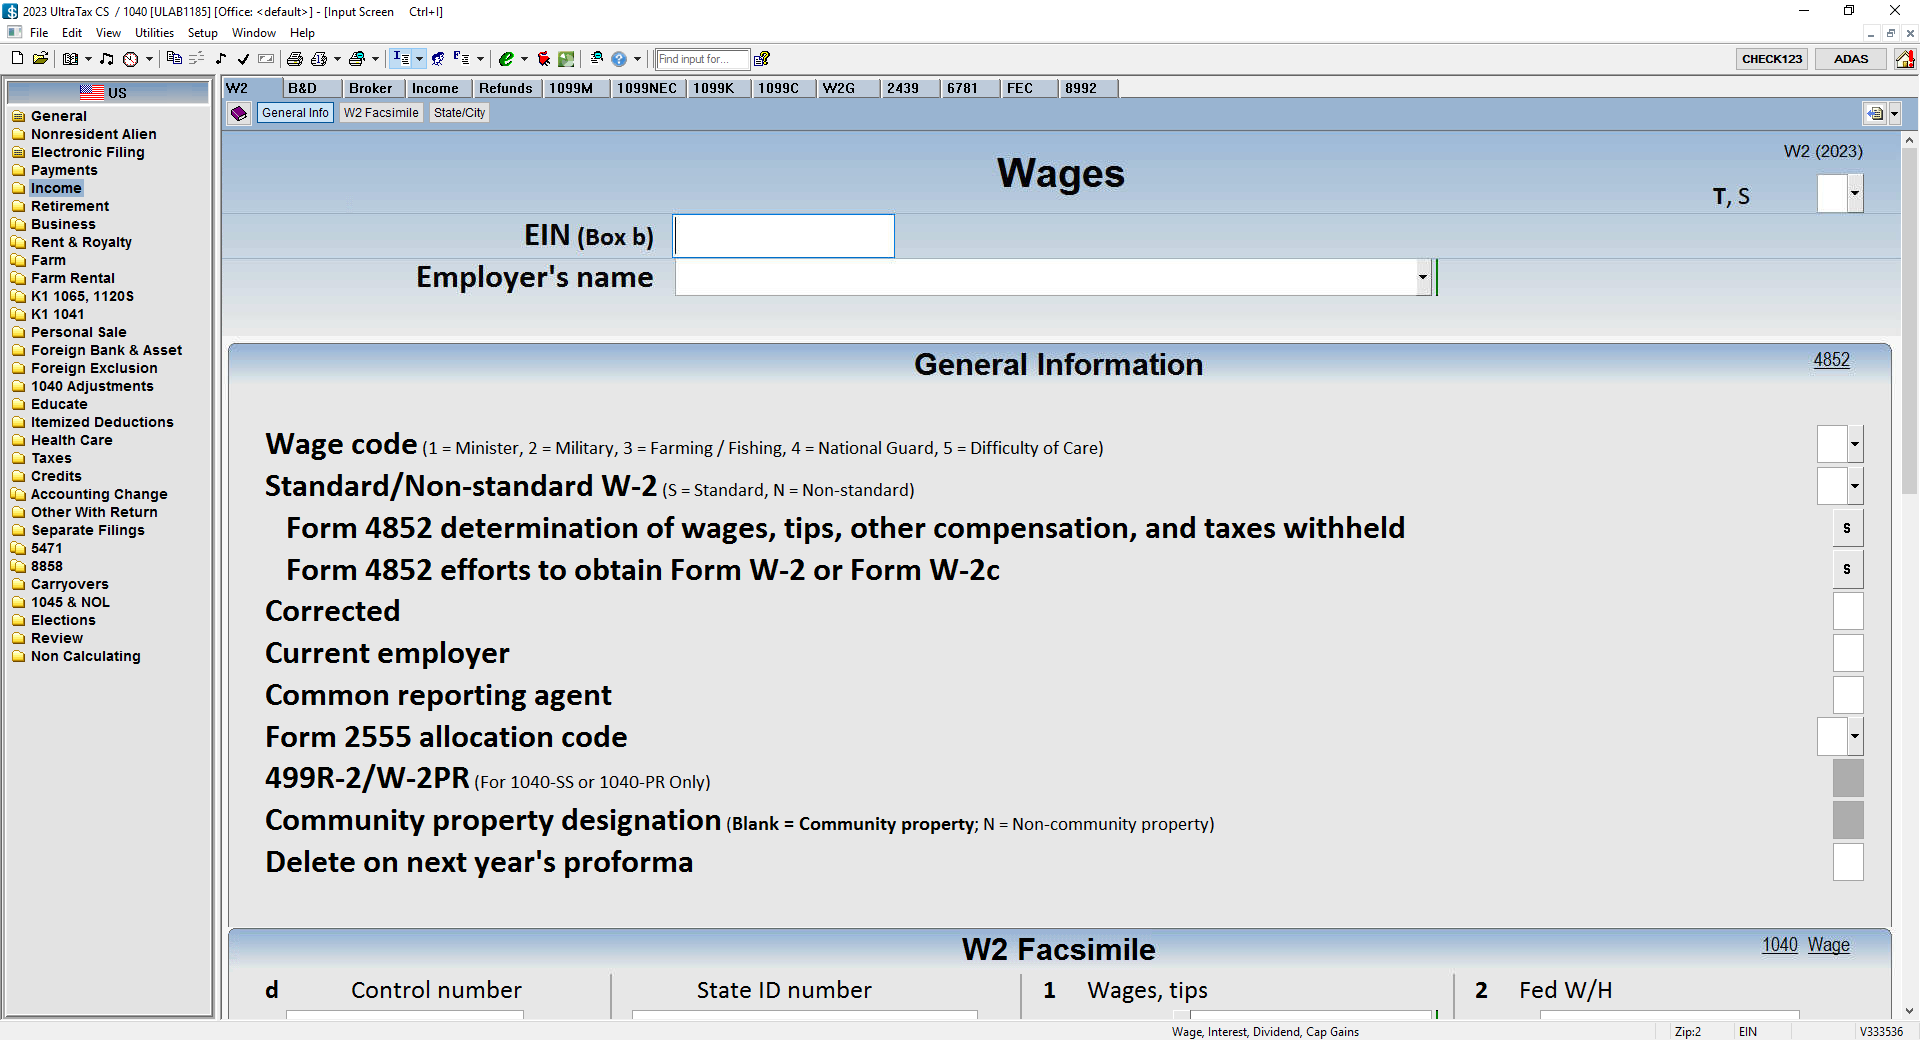 2023 UltraTax CS / 1040 [ULAB1185] [Office: <default>] - [Input Screen Ctrl+I]
File Edit View Utilities Setup Window Help
Find input for...
CHECK123 ADAS
US
General
Nonresident Alien
Electronic Filing
Payments
Income
Retirement
Business
Rent & Royalty
Farm
Farm Rental
K1 1065, 1120S
K1 1041
Personal Sale
Foreign Bank & Asset
Foreign Exclusion
1040 Adjustments
Educate
Itemized Deductions
Health Care
Taxes
Credits
Accounting Change
Other With Return
Separate Filings
5471
8858
Carryovers
1045 & NOL
Elections
Review
Non Calculating
W2 B&D Broker Income Refunds 1099M 1099NEC 1099K 1099C W2G 2439 6781 FEC 8992
General Info W2 Facsimile State/City
W2 (2023)
Wages
T, S
EIN (Box b)
Employer's name
General Information 4852
Wage code (1 = Minister, 2 = Military, 3 = Farming / Fishing, 4 = National Guard, 5 = Difficulty of Care)
Standard/Non-standard W-2 (S = Standard, N = Non-standard)
Form 4852 determination of wages, tips, other compensation, and taxes withheld S
Form 4852 efforts to obtain Form W-2 or Form W-2c S
Corrected
Current employer
Common reporting agent
Form 2555 allocation code
499R-2/W-2PR (For 1040-SS or 1040-PR Only)
Community property designation (Blank = Community property; N = Non-community property)
Delete on next year's proforma
W2 Facsimile 1040 Wage
d Control number State ID number 1 Wages, tips 2 Fed W/H
Wage, Interest, Dividend, Cap Gains Zip:2 EIN V333536